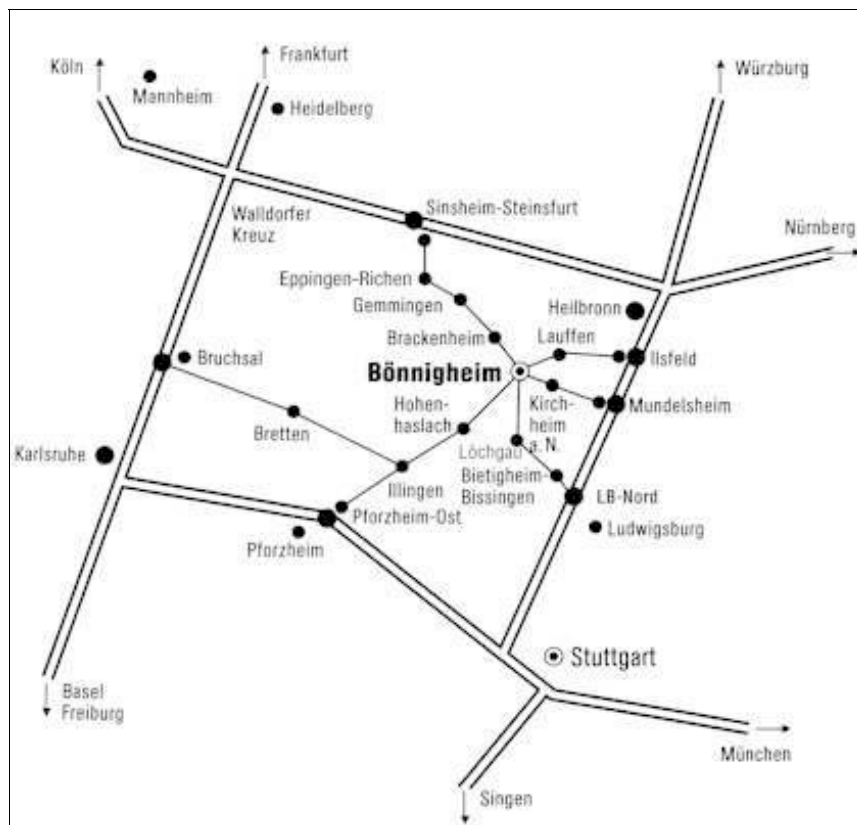 Köln
Frankfurt
Würzburg
Mannheim
Heidelberg
Walldorfer
Kreuz
Sinsheim-Steinsfurt
Nürnberg
Eppingen-Richen
Gemmingen
Heilbronn
Brackenheim
Lauffen
Bruchsal
Bönnigheim
Ilsfeld
Hohen-
haslach
Kirch-
heim
a. N.
Mundelsheim
Bretten
Karlsruhe
Löchgau
Illingen
Bietigheim-
Bissingen
LB-Nord
Pforzheim-Ost
Pforzheim
Ludwigsburg
Stuttgart
Basel
Freiburg
München
Singen